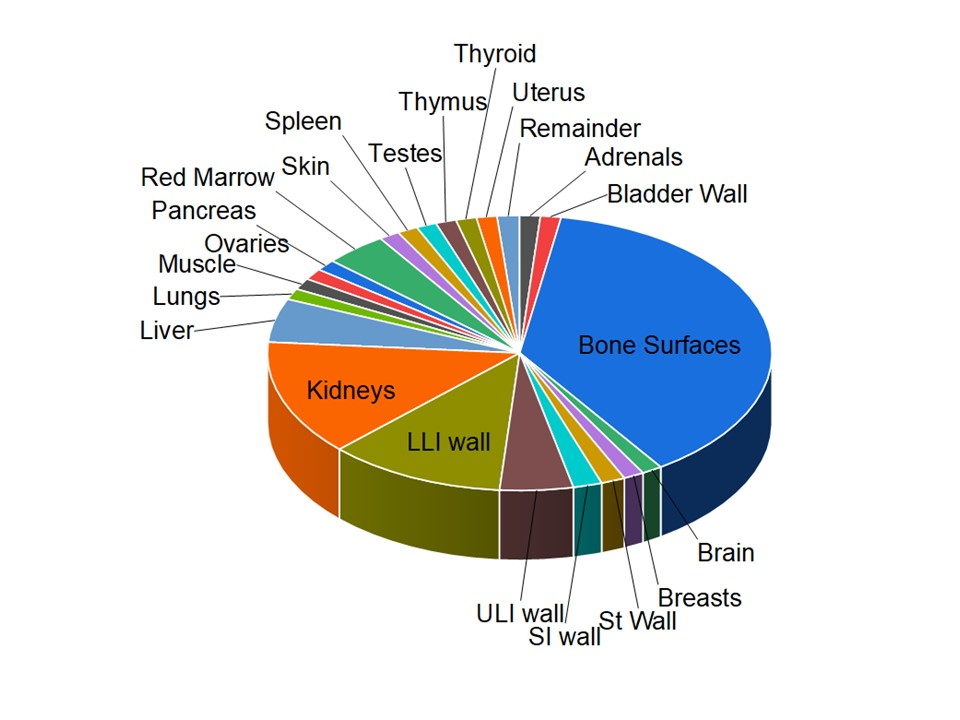 Thyroid
Thymus
Uterus
Spleen
Remainder
Testes
Adrenals
Skin
Red Marrow
Bladder Wall
Pancreas
Ovaries
Muscle
Lungs
Liver
Bone Surfaces
Kidneys
LLI wall
Brain
Breasts
ULI wall
St Wall
SI wall